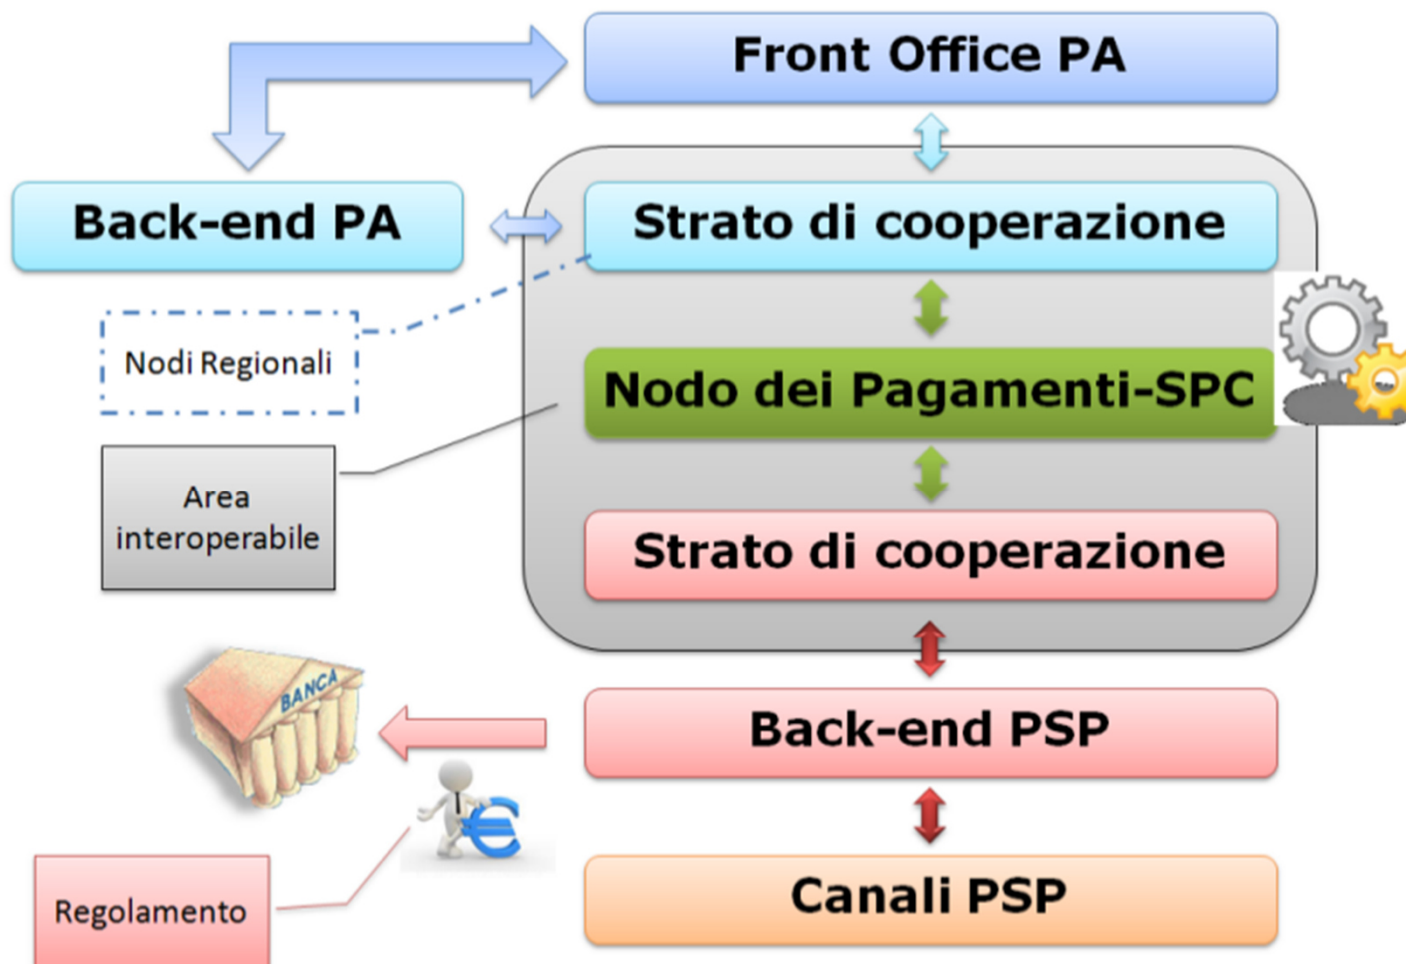 Front Office PA
Back-end PA
Strato di cooperazione
Nodi Regionali
Nodo dei Pagamenti-SPC
Area
interoperabile
Strato di cooperazione
BANCA
Back-end PSP
Canali PSP
Regolamento